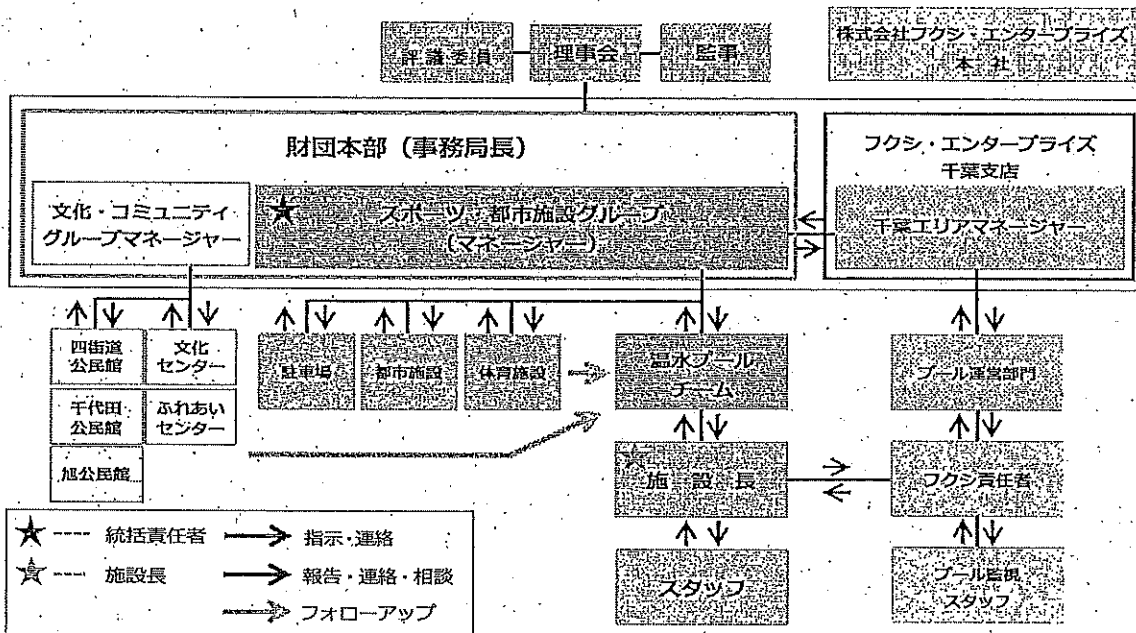 評議委員
理事会
監事
株式会社フクシ・エンタープライズ
本社
財団本部（事務局長）
フクシ・エンタープライズ
千葉支店
文化・コミュニティ
グループマネージャー
スポーツ・都市施設グループ
（マネージャー）
千葉エリアマネージャー
四街道
公民館
文化
センター
駐車場
都市施設
体育施設
温水プール
チーム
プール運営部門
千代田
公民館
ふれあい
センター
旭公民館
施設長
フクシ責任者
スタッフ
プール監視
スタッフ
統括責任者
指示・連絡
施設長
報告・連絡・相談
フォローアップ